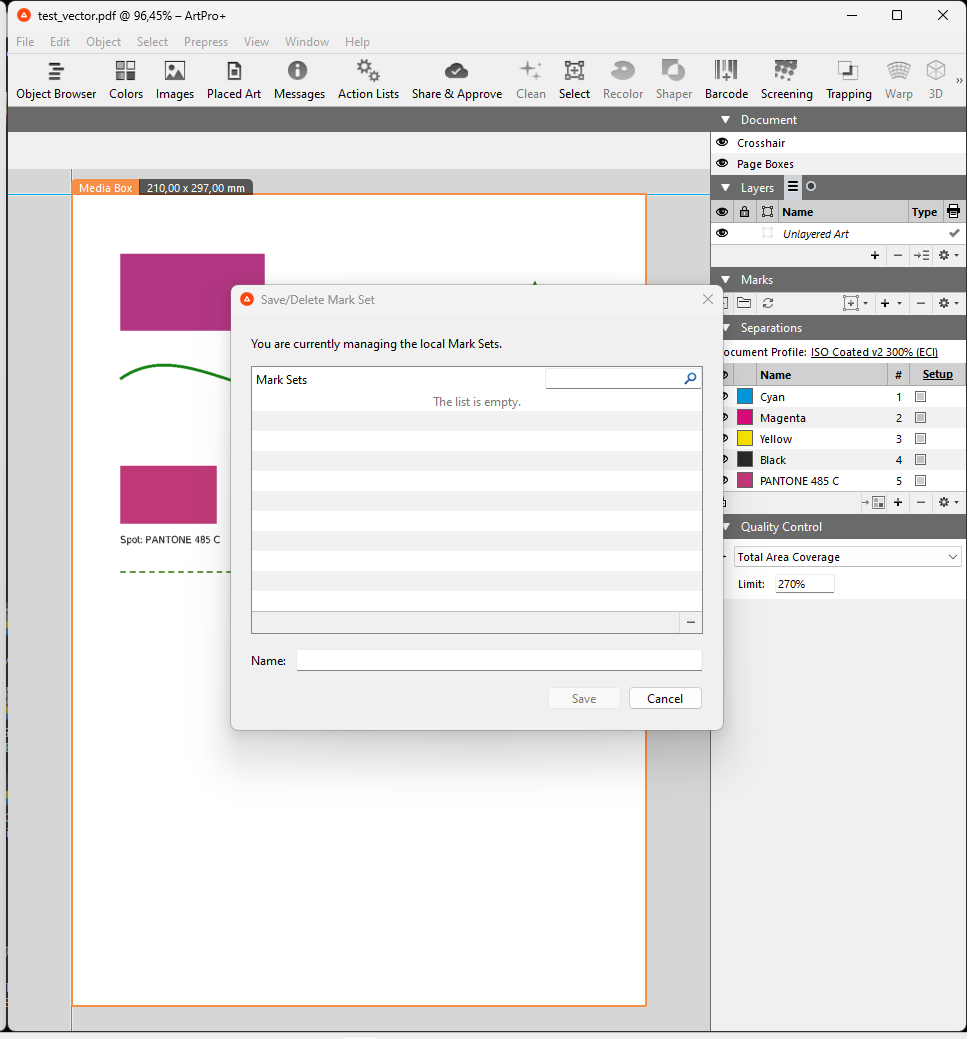 test_vector.pdf @ 96,45% – ArtPro+
File Edit Object Select Prepress View Window Help
Object Browser Colors Images Placed Art Messages Action Lists Share & Approve Clean Select Recolor Shaper Barcode Screening Trapping Warp 3D »
Document
Crosshair
Page Boxes
Media Box 210,00 x 297,00 mm
Layers
Name Type
Unlayered Art
Marks
Save/Delete Mark Set
Separations
You are currently managing the local Mark Sets.
ocument Profile: ISO Coated v2 300% (ECI)
Name # Setup
Mark Sets
The list is empty.
Cyan 1
Magenta 2
Yellow 3
Black 4
PANTONE 485 C 5
Quality Control
Spot: PANTONE 485 C
Total Area Coverage
Limit: 270%
Name:
Save Cancel